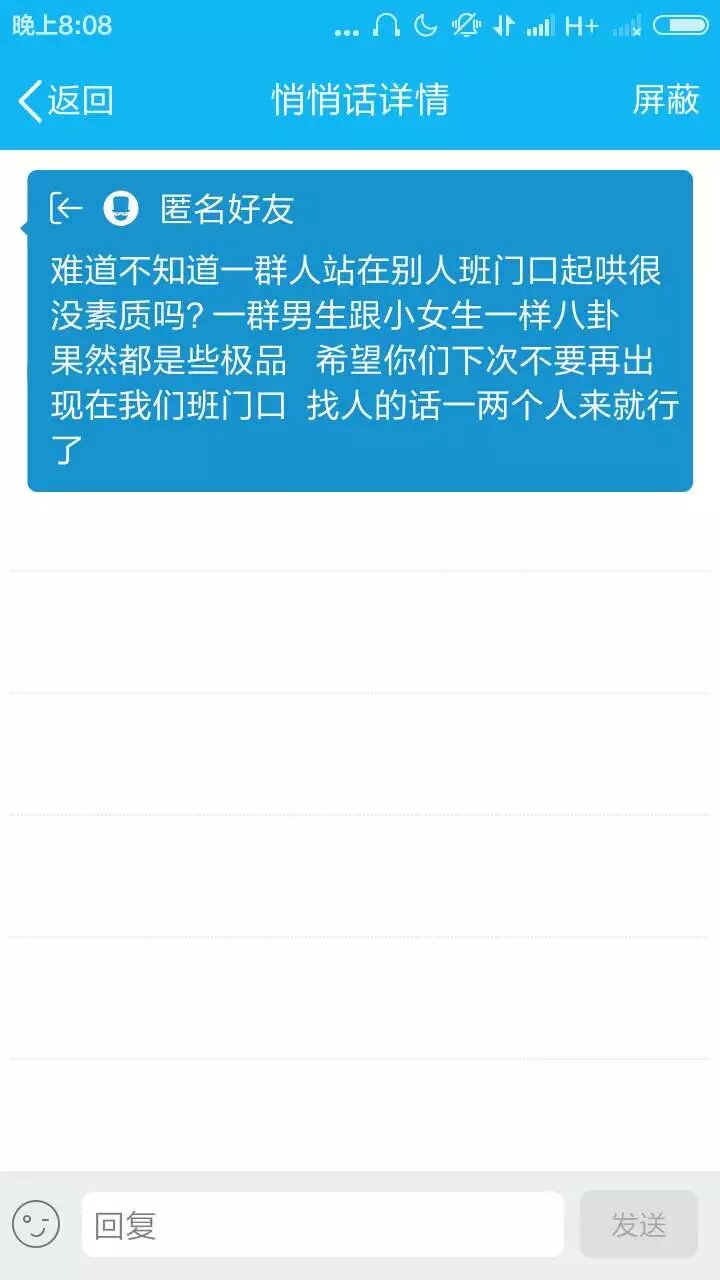 晚上8:08
... H+
返回 悄悄话详情 屏蔽
匿名好友
难道不知道一群人站在别人班门口起哄很
没素质吗? 一群男生跟小女生一样八卦
果然都是些极品 希望你们下次不要再出
现在我们班门口 找人的话一两个人来就行
了
回复 发送